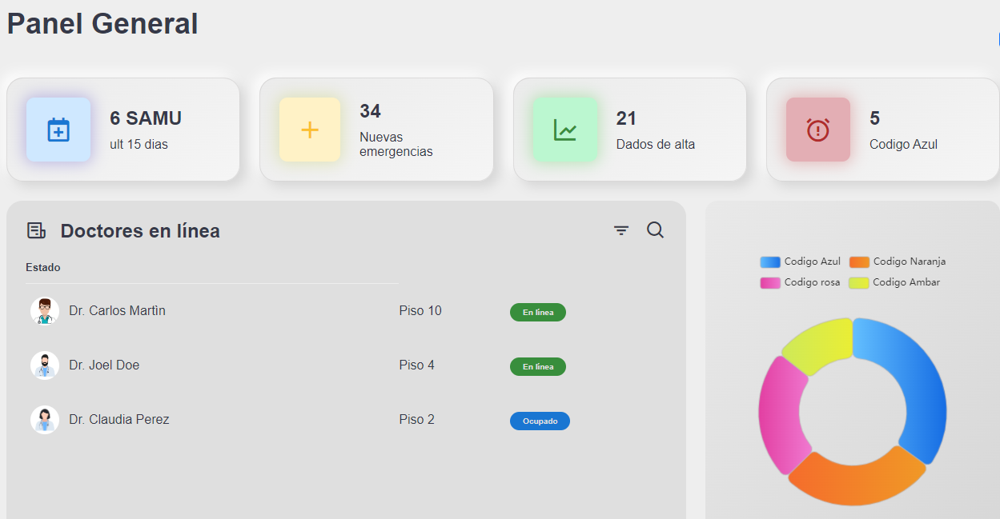 Panel General
6 SAMU
ult 15 dias
34
Nuevas
emergencias
21
Dados de alta
5
Codigo Azul
Doctores en línea
Estado
Dr. Carlos Martìn
Piso 10
En línea
Dr. Joel Doe
Piso 4
En línea
Dr. Claudia Perez
Piso 2
Ocupado
Codigo Azul
Codigo Naranja
Codigo rosa
Codigo Ambar